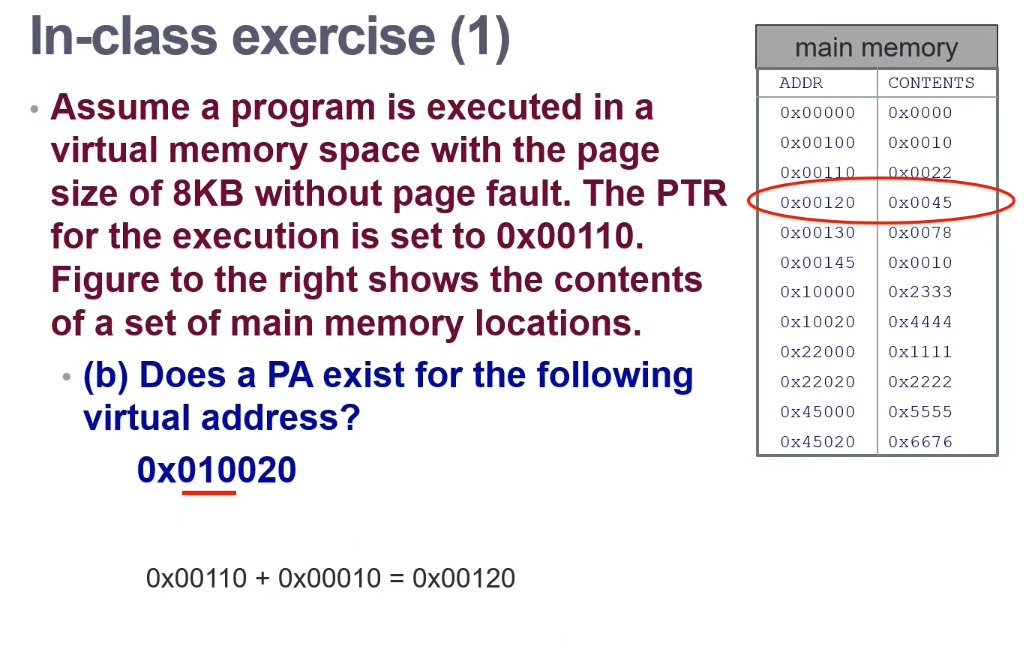 In-class exercise (1)
• Assume a program is executed in a
virtual memory space with the page
size of 8KB without page fault. The PTR
for the execution is set to 0x00110.
Figure to the right shows the contents
of a set of main memory locations.
• (b) Does a PA exist for the following
virtual address?
0x010020
0x00110 + 0x00010 = 0x00120
main memory
ADDR CONTENTS
0x00000 0x0000
0x00100 0x0010
0x00110 0x0022
0x00120 0x0045
0x00130 0x0078
0x00145 0x0010
0x10000 0x2333
0x10020 0x4444
0x22000 0x1111
0x22020 0x2222
0x45000 0x5555
0x45020 0x6676